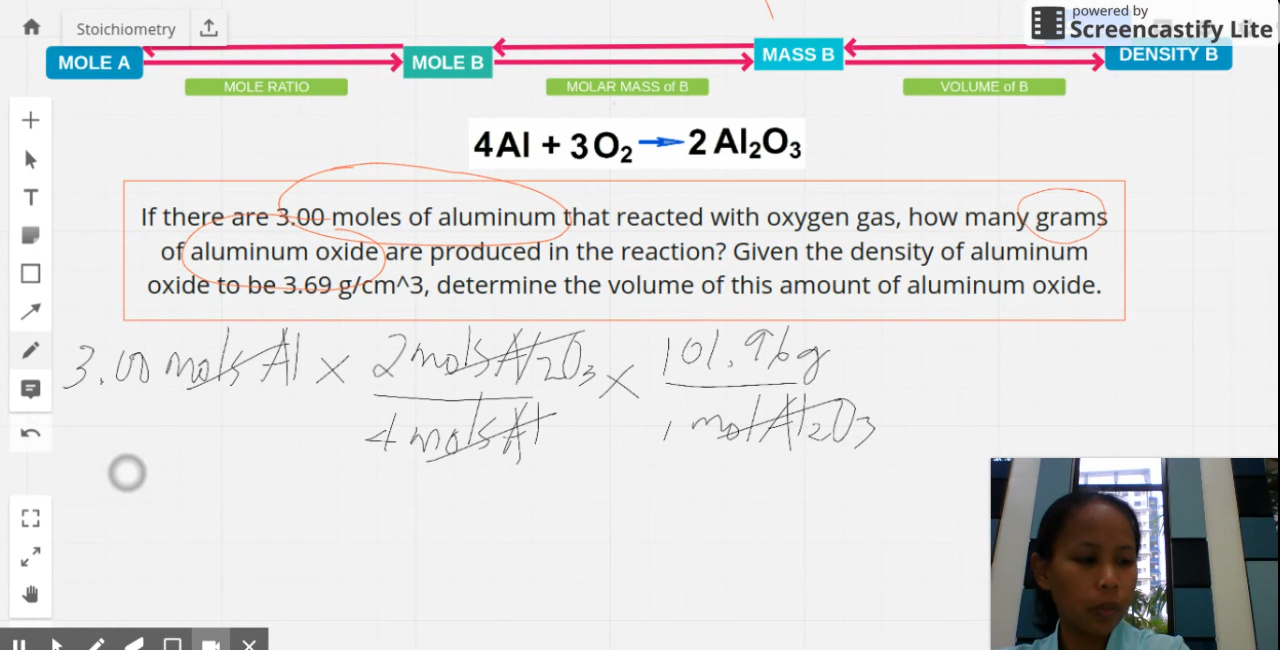 powered by
Screencastify Lite
Stoichiometry
MOLE A
MOLE B
MASS B
DENSITY B
MOLE RATIO
MOLAR MASS of B
VOLUME of B
4Al + 3O₂ → 2Al₂O₃
If there are 3.00 moles of aluminum that reacted with oxygen gas, how many grams
of aluminum oxide are produced in the reaction? Given the density of aluminum
oxide to be 3.69 g/cm^3, determine the volume of this amount of aluminum oxide.
3.00 mols Al × 2 mols Al₂O₃ × 101.96 g
4 mols Al 1 mol Al₂O₃